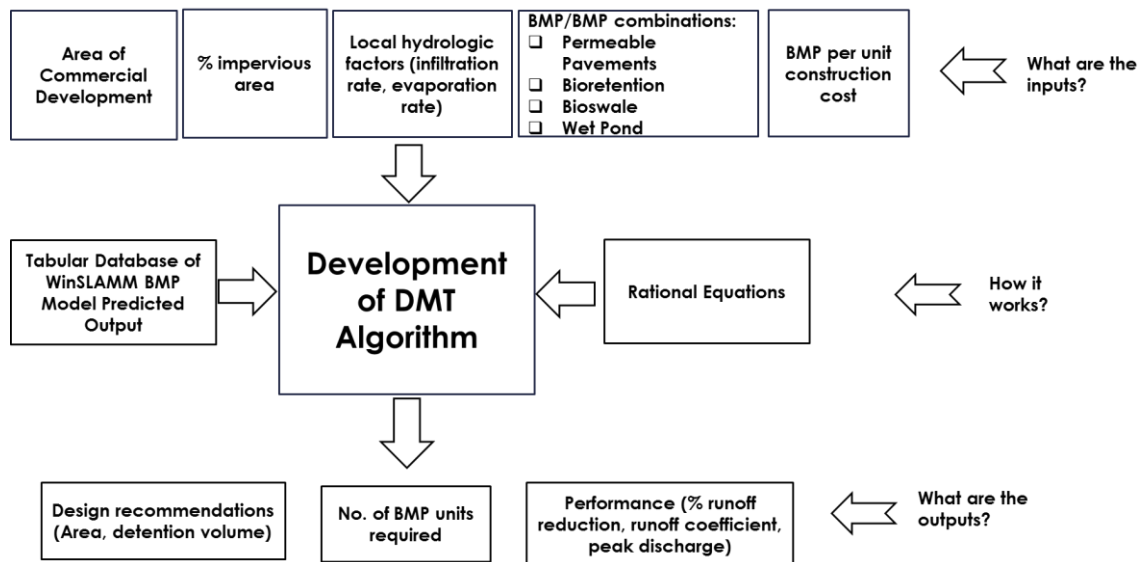 Area of
Commercial
Development
% impervious
area
Local hydrologic
factors (infiltration
rate, evaporation
rate)
BMP/BMP combinations:
❑ Permeable
Pavements
❑ Bioretention
❑ Bioswale
❑ Wet Pond
BMP per unit
construction
cost
What are the
inputs?
Tabular Database of
WinSLAMM BMP
Model Predicted
Output
Development
of DMT
Algorithm
Rational Equations
How it
works?
Design recommendations
(Area, detention volume)
No. of BMP units
required
Performance (% runoff
reduction, runoff coefficient,
peak discharge)
What are the
outputs?